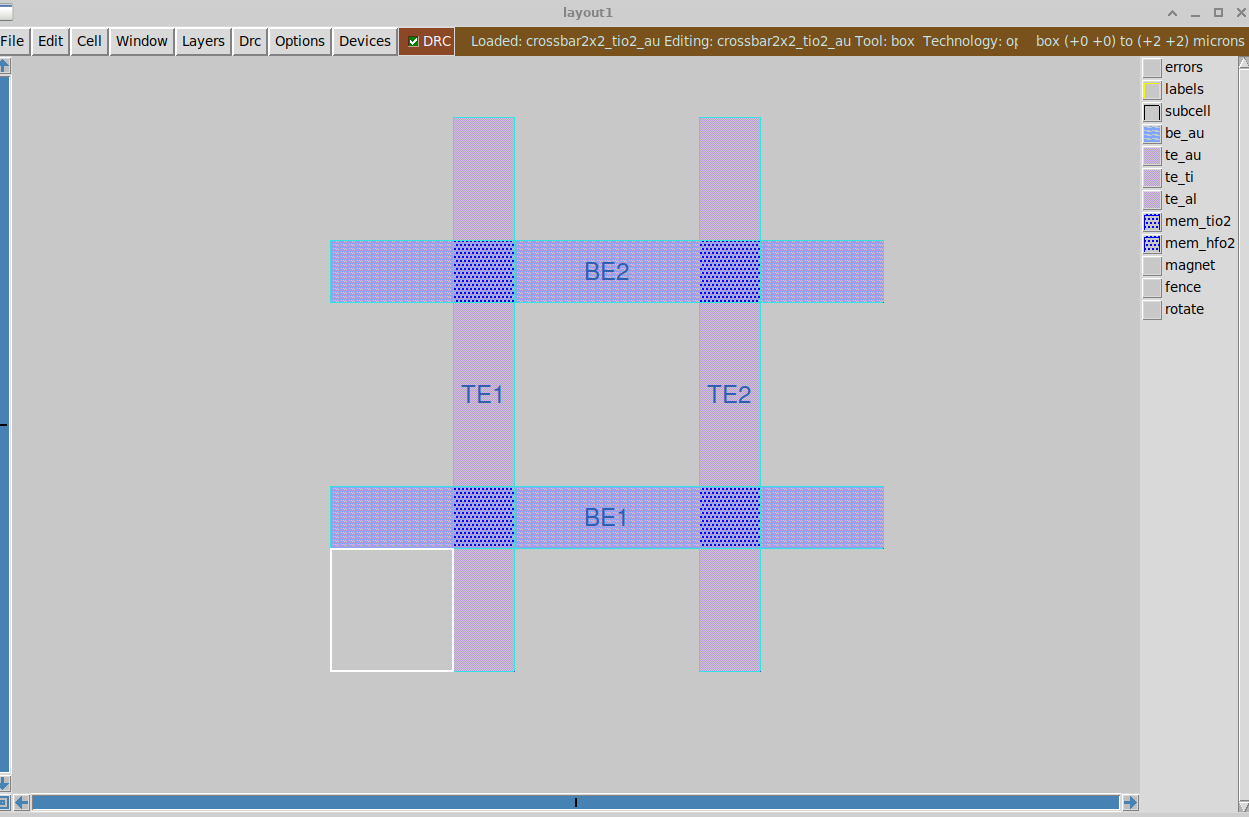 layout1
File Edit Cell Window Layers Drc Options Devices DRC Loaded: crossbar2x2_tio2_au Editing: crossbar2x2_tio2_au Tool: box Technology: op box (+0 +0) to (+2 +2) microns
errors
labels
subcell
be_au
te_au
te_ti
te_al
mem_tio2
mem_hfo2
magnet
fence
rotate
BE2
TE1 TE2
BE1